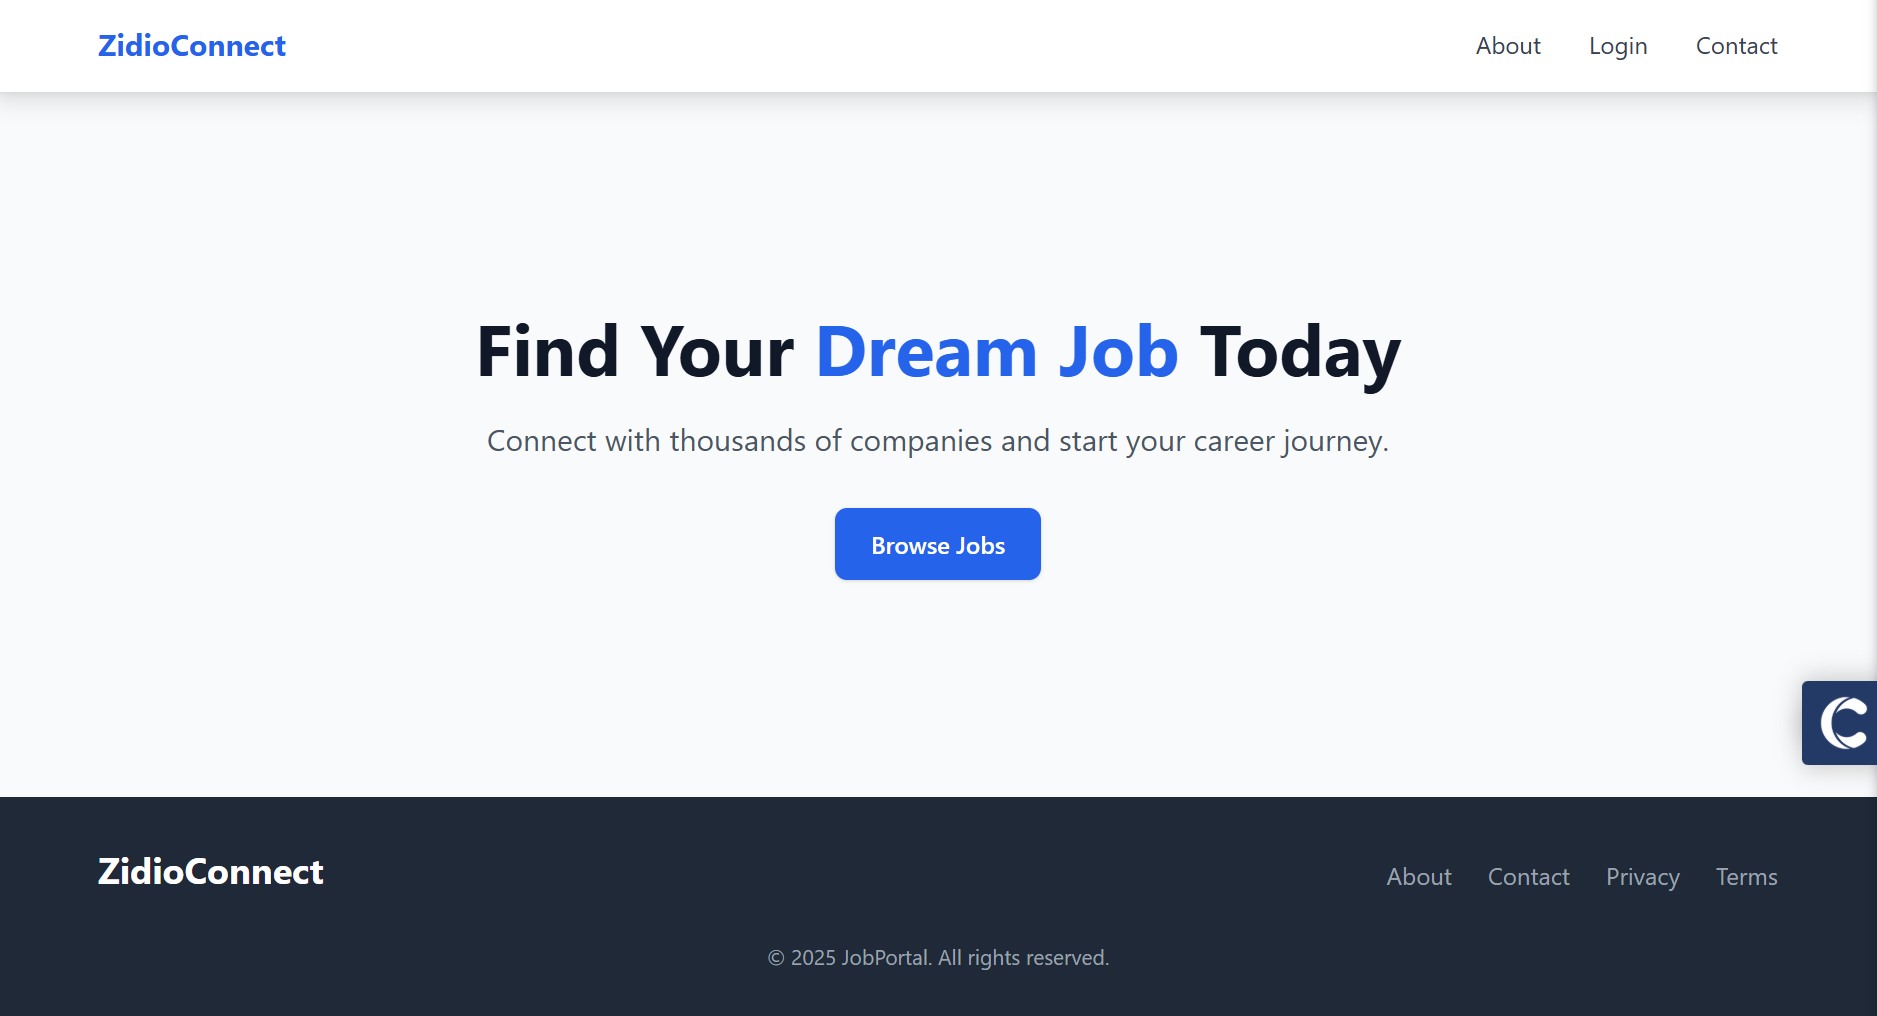 ZidioConnect
About Login Contact
Find Your Dream Job Today
Connect with thousands of companies and start your career journey.
Browse Jobs
ZidioConnect
About Contact Privacy Terms
© 2025 JobPortal. All rights reserved.